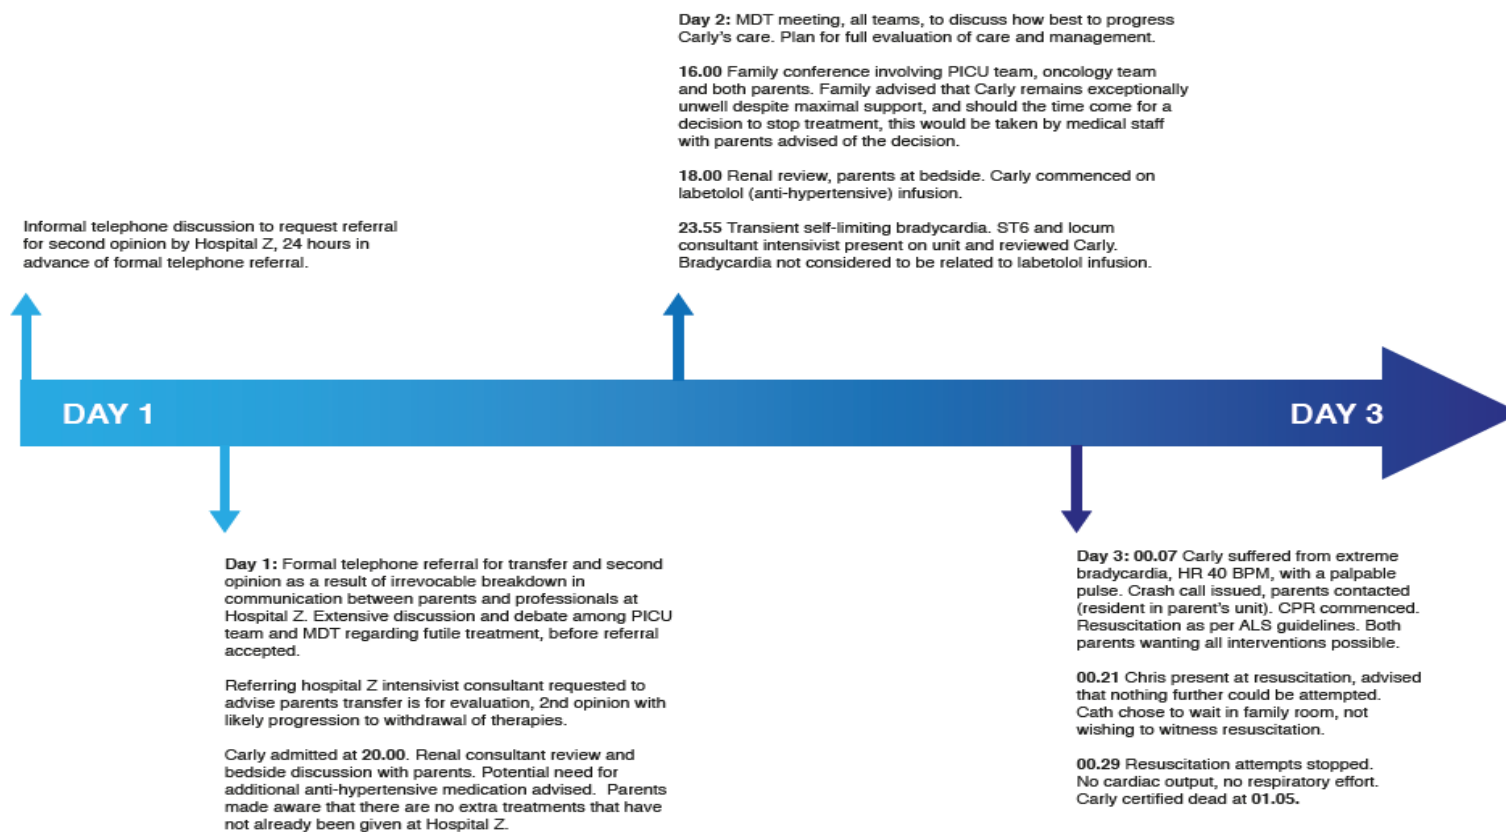 Informal telephone discussion to request referral
for second opinion by Hospital Z, 24 hours in
advance of formal telephone referral.
Day 2: MDT meeting, all teams, to discuss how best to progress
Carly's care. Plan for full evaluation of care and management.
16.00 Family conference involving PICU team, oncology team
and both parents. Family advised that Carly remains exceptionally
unwell despite maximal support, and should the time come for a
decision to stop treatment, this would be taken by medical staff
with parents advised of the decision.
18.00 Renal review, parents at bedside. Carly commenced on
labetolol (anti-hypertensive) infusion.
23.55 Transient self-limiting bradycardia. ST6 and locum
consultant intensivist present on unit and reviewed Carly.
Bradycardia not considered to be related to labetolol infusion.
DAY 1
DAY 3
Day 1: Formal telephone referral for transfer and second
opinion as a result of irrevocable breakdown in
communication between parents and professionals at
Hospital Z. Extensive discussion and debate among PICU
team and MDT regarding futile treatment, before referral
accepted.
Referring hospital Z intensivist consultant requested to
advise parents transfer is for evaluation, 2nd opinion with
likely progression to withdrawal of therapies.
Carly admitted at 20.00. Renal consultant review and
bedside discussion with parents. Potential need for
additional anti-hypertensive medication advised. Parents
made aware that there are no extra treatments that have
not already been given at Hospital Z.
Day 3: 00.07 Carly suffered from extreme
bradycardia, HR 40 BPM, with a palpable
pulse. Crash call issued, parents contacted
(resident in parent's unit). CPR commenced.
Resuscitation as per ALS guidelines. Both
parents wanting all interventions possible.
00.21 Chris present at resuscitation, advised
that nothing further could be attempted.
Cath chose to wait in family room, not
wishing to witness resuscitation.
00.29 Resuscitation attempts stopped.
No cardiac output, no respiratory effort.
Carly certified dead at 01.05.